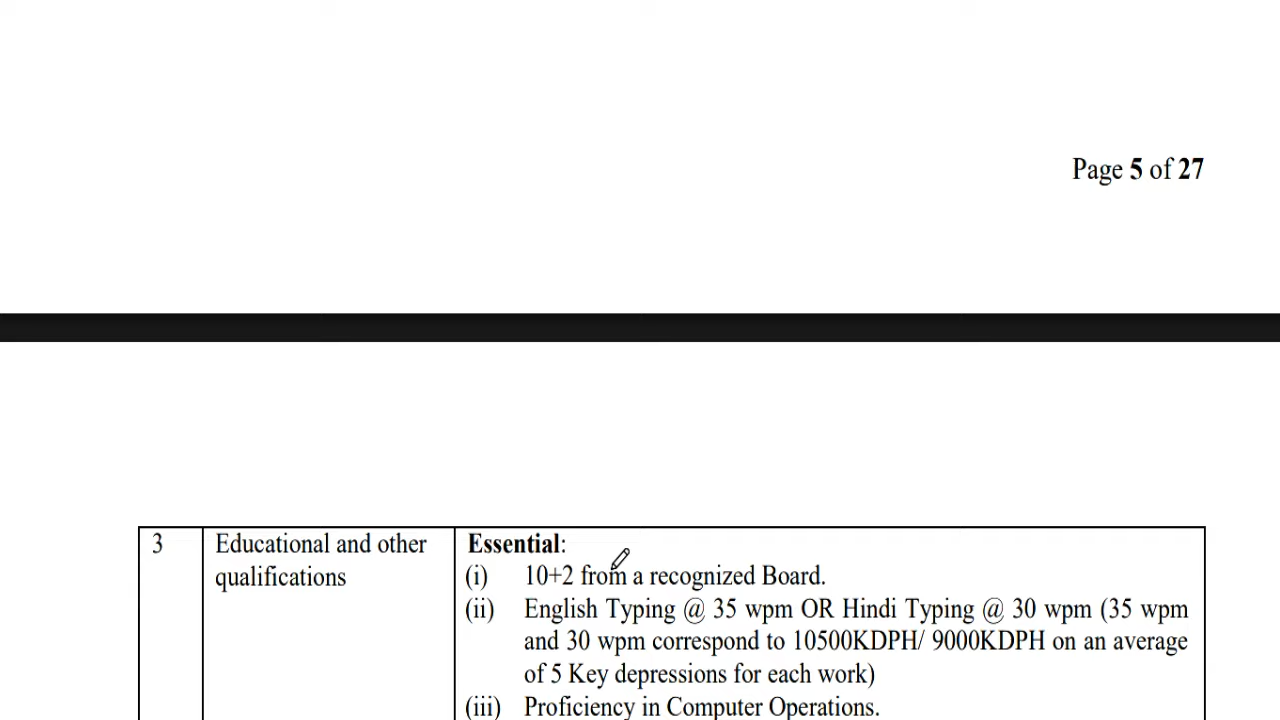 Page 5 of 27
3 Educational and other qualifications
Essential:
(i) 10+2 from a recognized Board.
(ii) English Typing @ 35 wpm OR Hindi Typing @ 30 wpm (35 wpm
and 30 wpm correspond to 10500KDPH/ 9000KDPH on an average
of 5 Key depressions for each work)
(iii) Proficiency in Computer Operations.